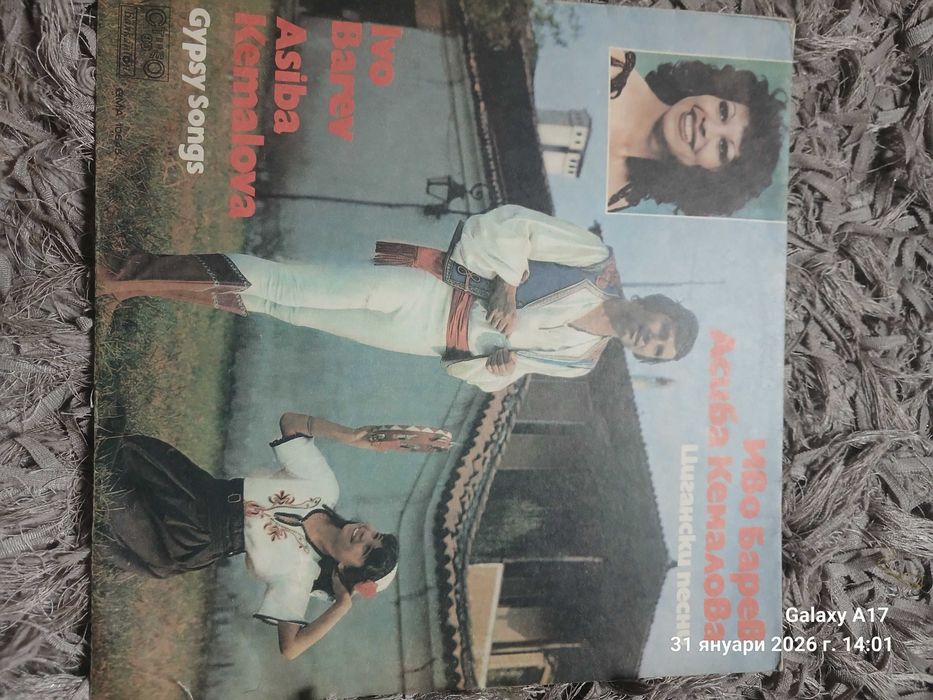 Иво Барев
Асиба Кемалова
Цигански песни
Ivo
Barev
Asiba
Kemalova
Gypsy Songs
Galaxy A17
31 януари 2026 г. 14:01